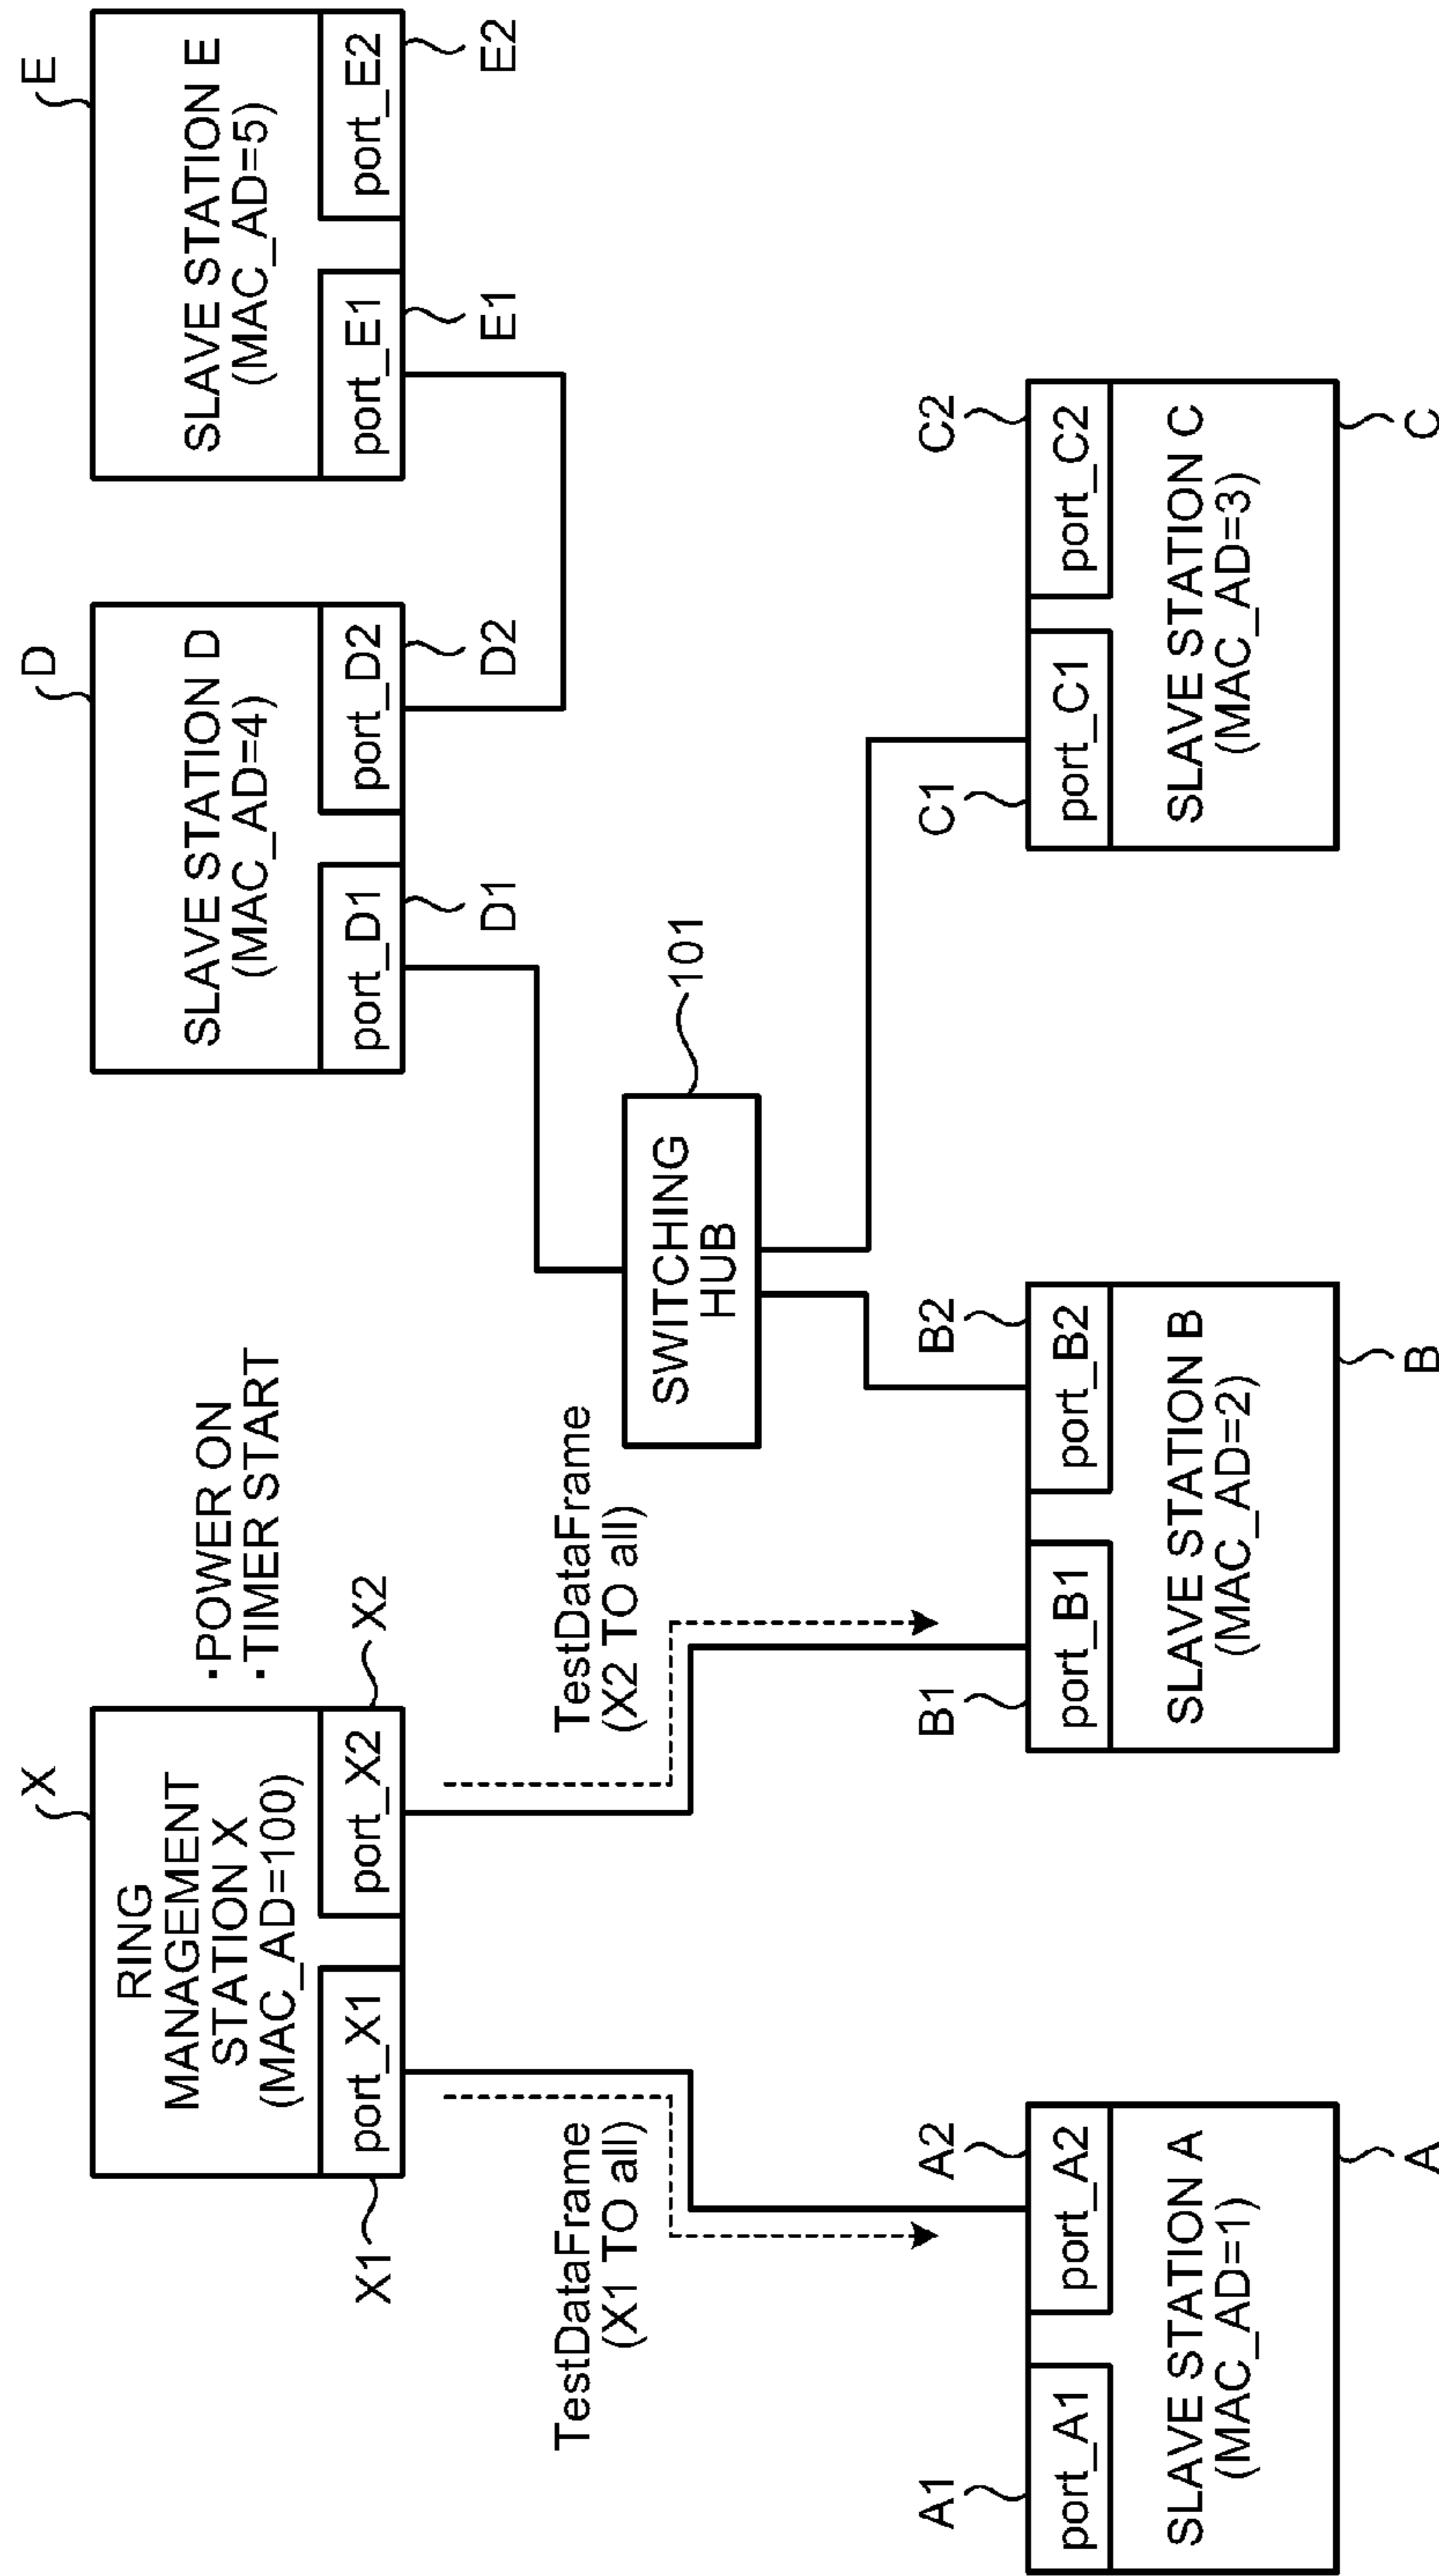 X
RING
MANAGEMENT
STATION X
(MAC_AD=100)
port_X1
port_X2
X1
X2
·POWER ON
·TIMER START
D
SLAVE STATION D
(MAC_AD=4)
port_D1
port_D2
D1
D2
E
SLAVE STATION E
(MAC_AD=5)
port_E1
port_E2
E1
E2
TestDataFrame
(X1 TO all)
TestDataFrame
(X2 TO all)
SWITCHING
HUB
101
A1
A2
port_A1
port_A2
SLAVE STATION A
(MAC_AD=1)
A
B1
B2
port_B1
port_B2
SLAVE STATION B
(MAC_AD=2)
B
C1
C2
port_C1
port_C2
SLAVE STATION C
(MAC_AD=3)
C